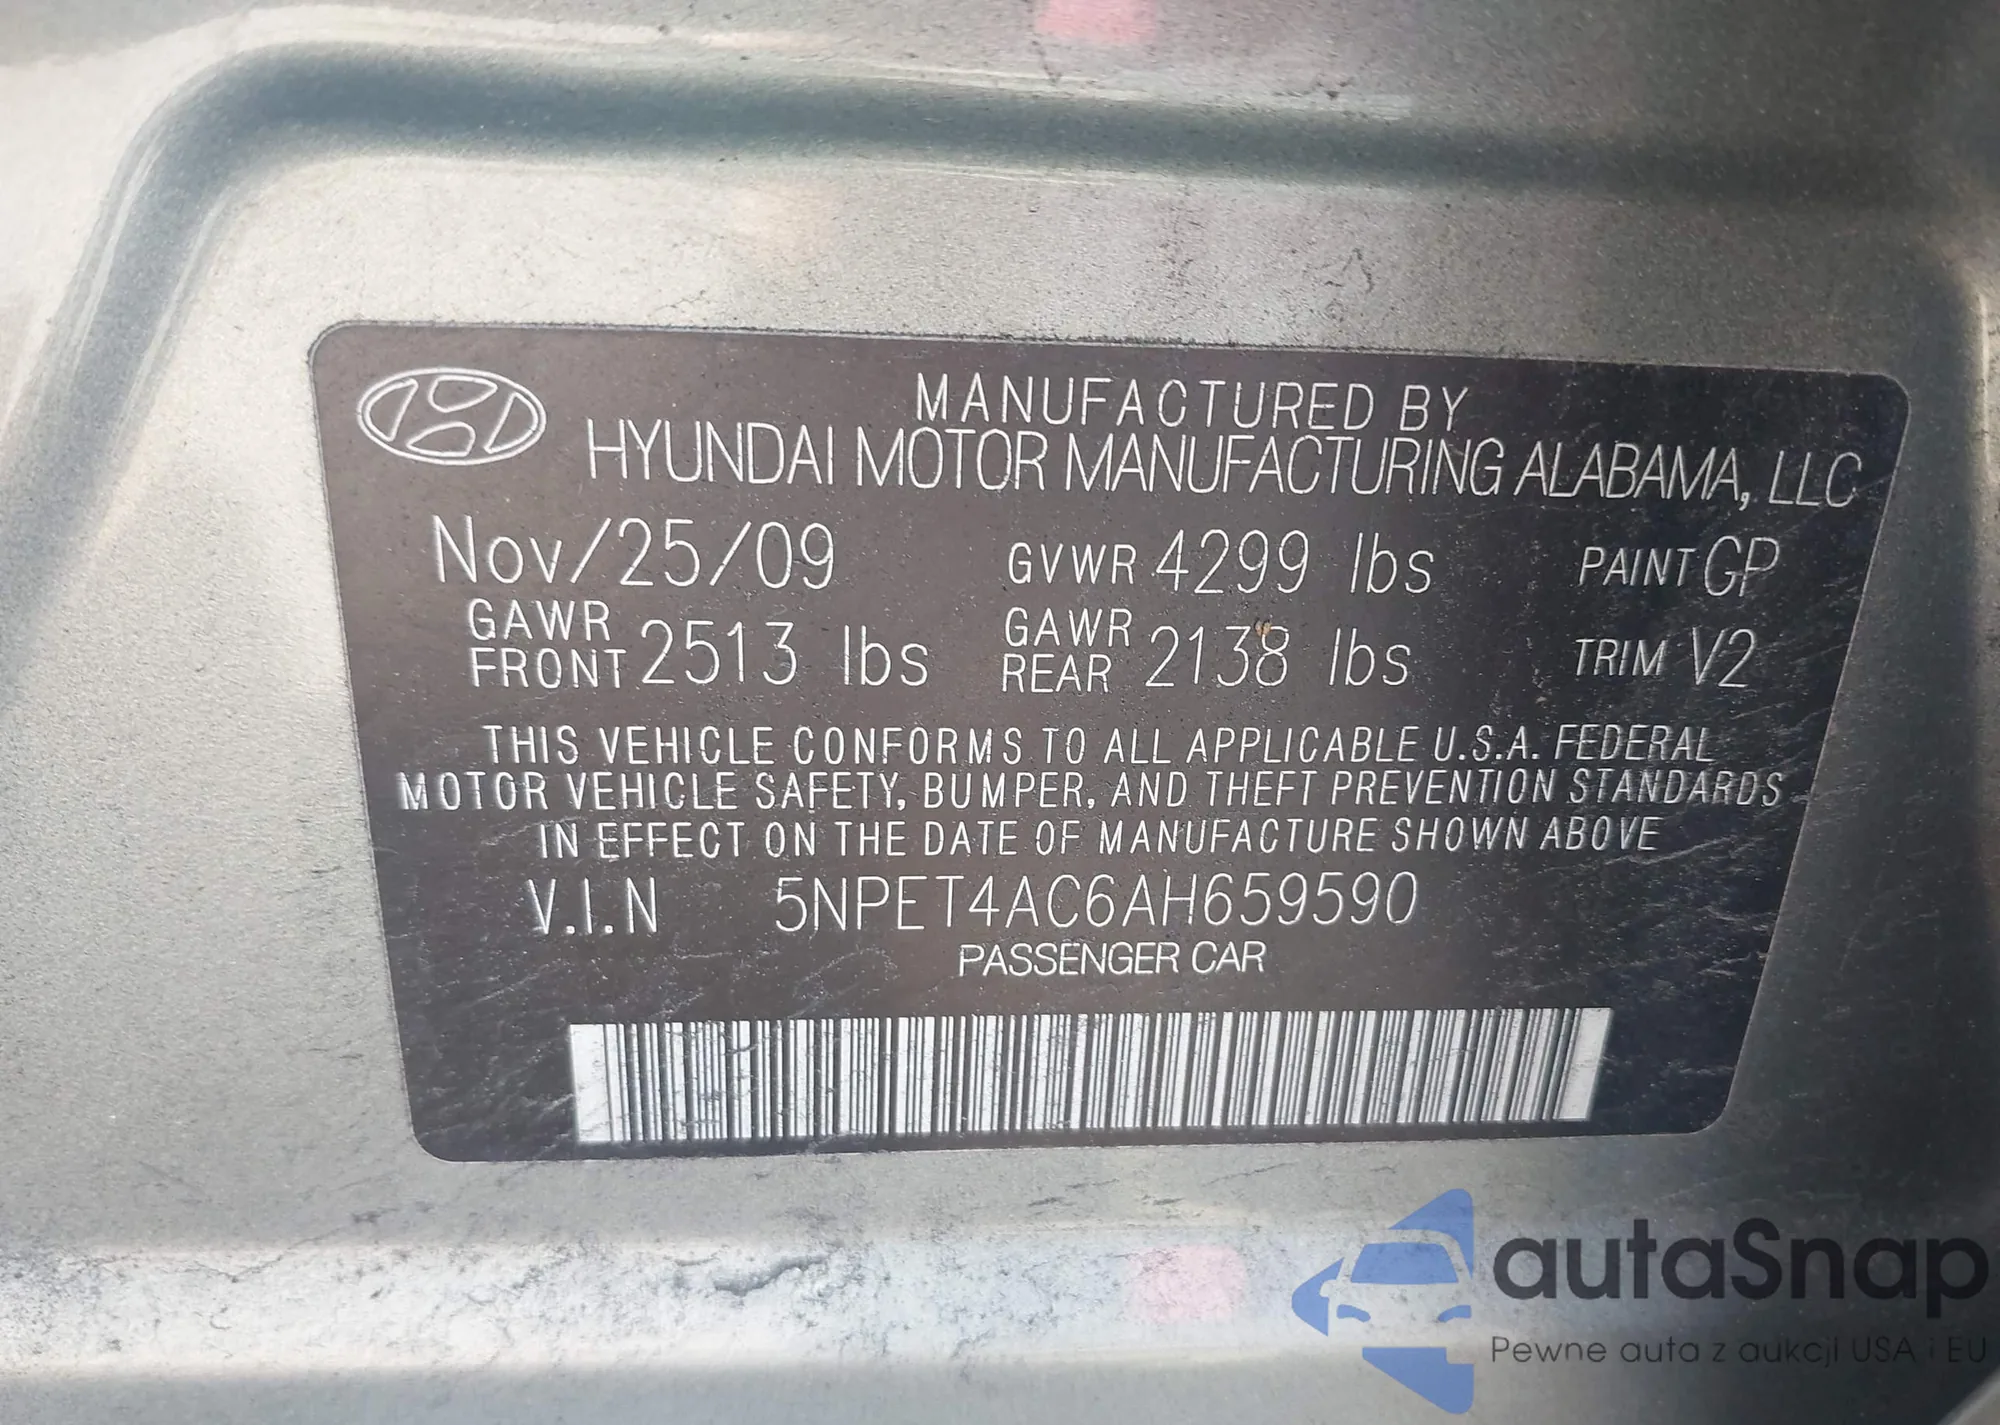 MANUFACTURED BY
HYUNDAI MOTOR MANUFACTURING ALABAMA, LLC
Nov/25/09 GVWR 4299 lbs PAINT GP
GAWR FRONT 2513 lbs GAWR REAR 2138 lbs TRIM V2
THIS VEHICLE CONFORMS TO ALL APPLICABLE U.S.A. FEDERAL
MOTOR VEHICLE SAFETY, BUMPER, AND THEFT PREVENTION STANDARDS
IN EFFECT ON THE DATE OF MANUFACTURE SHOWN ABOVE
V.I.N 5NPET4AC6AH659590
PASSENGER CAR
autaSnap
Pewne auta z aukcji USA i EU